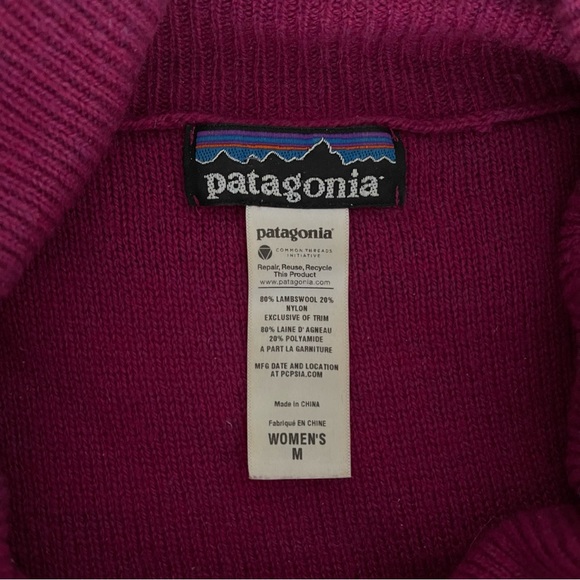 patagonia
patagonia
COMMON THREADS
INITIATIVE
Repair, Reuse, Recycle
This Product
www.patagonia.com
80% LAMBSWOOL 20%
NYLON
EXCLUSIVE OF TRIM
80% LAINE D'AGNEAU
20% POLYAMIDE
A PART LA GARNITURE
MFG DATE AND LOCATION
AT PCPSIA.COM
Made in CHINA
Fabriqué EN CHINE
WOMEN'S
M